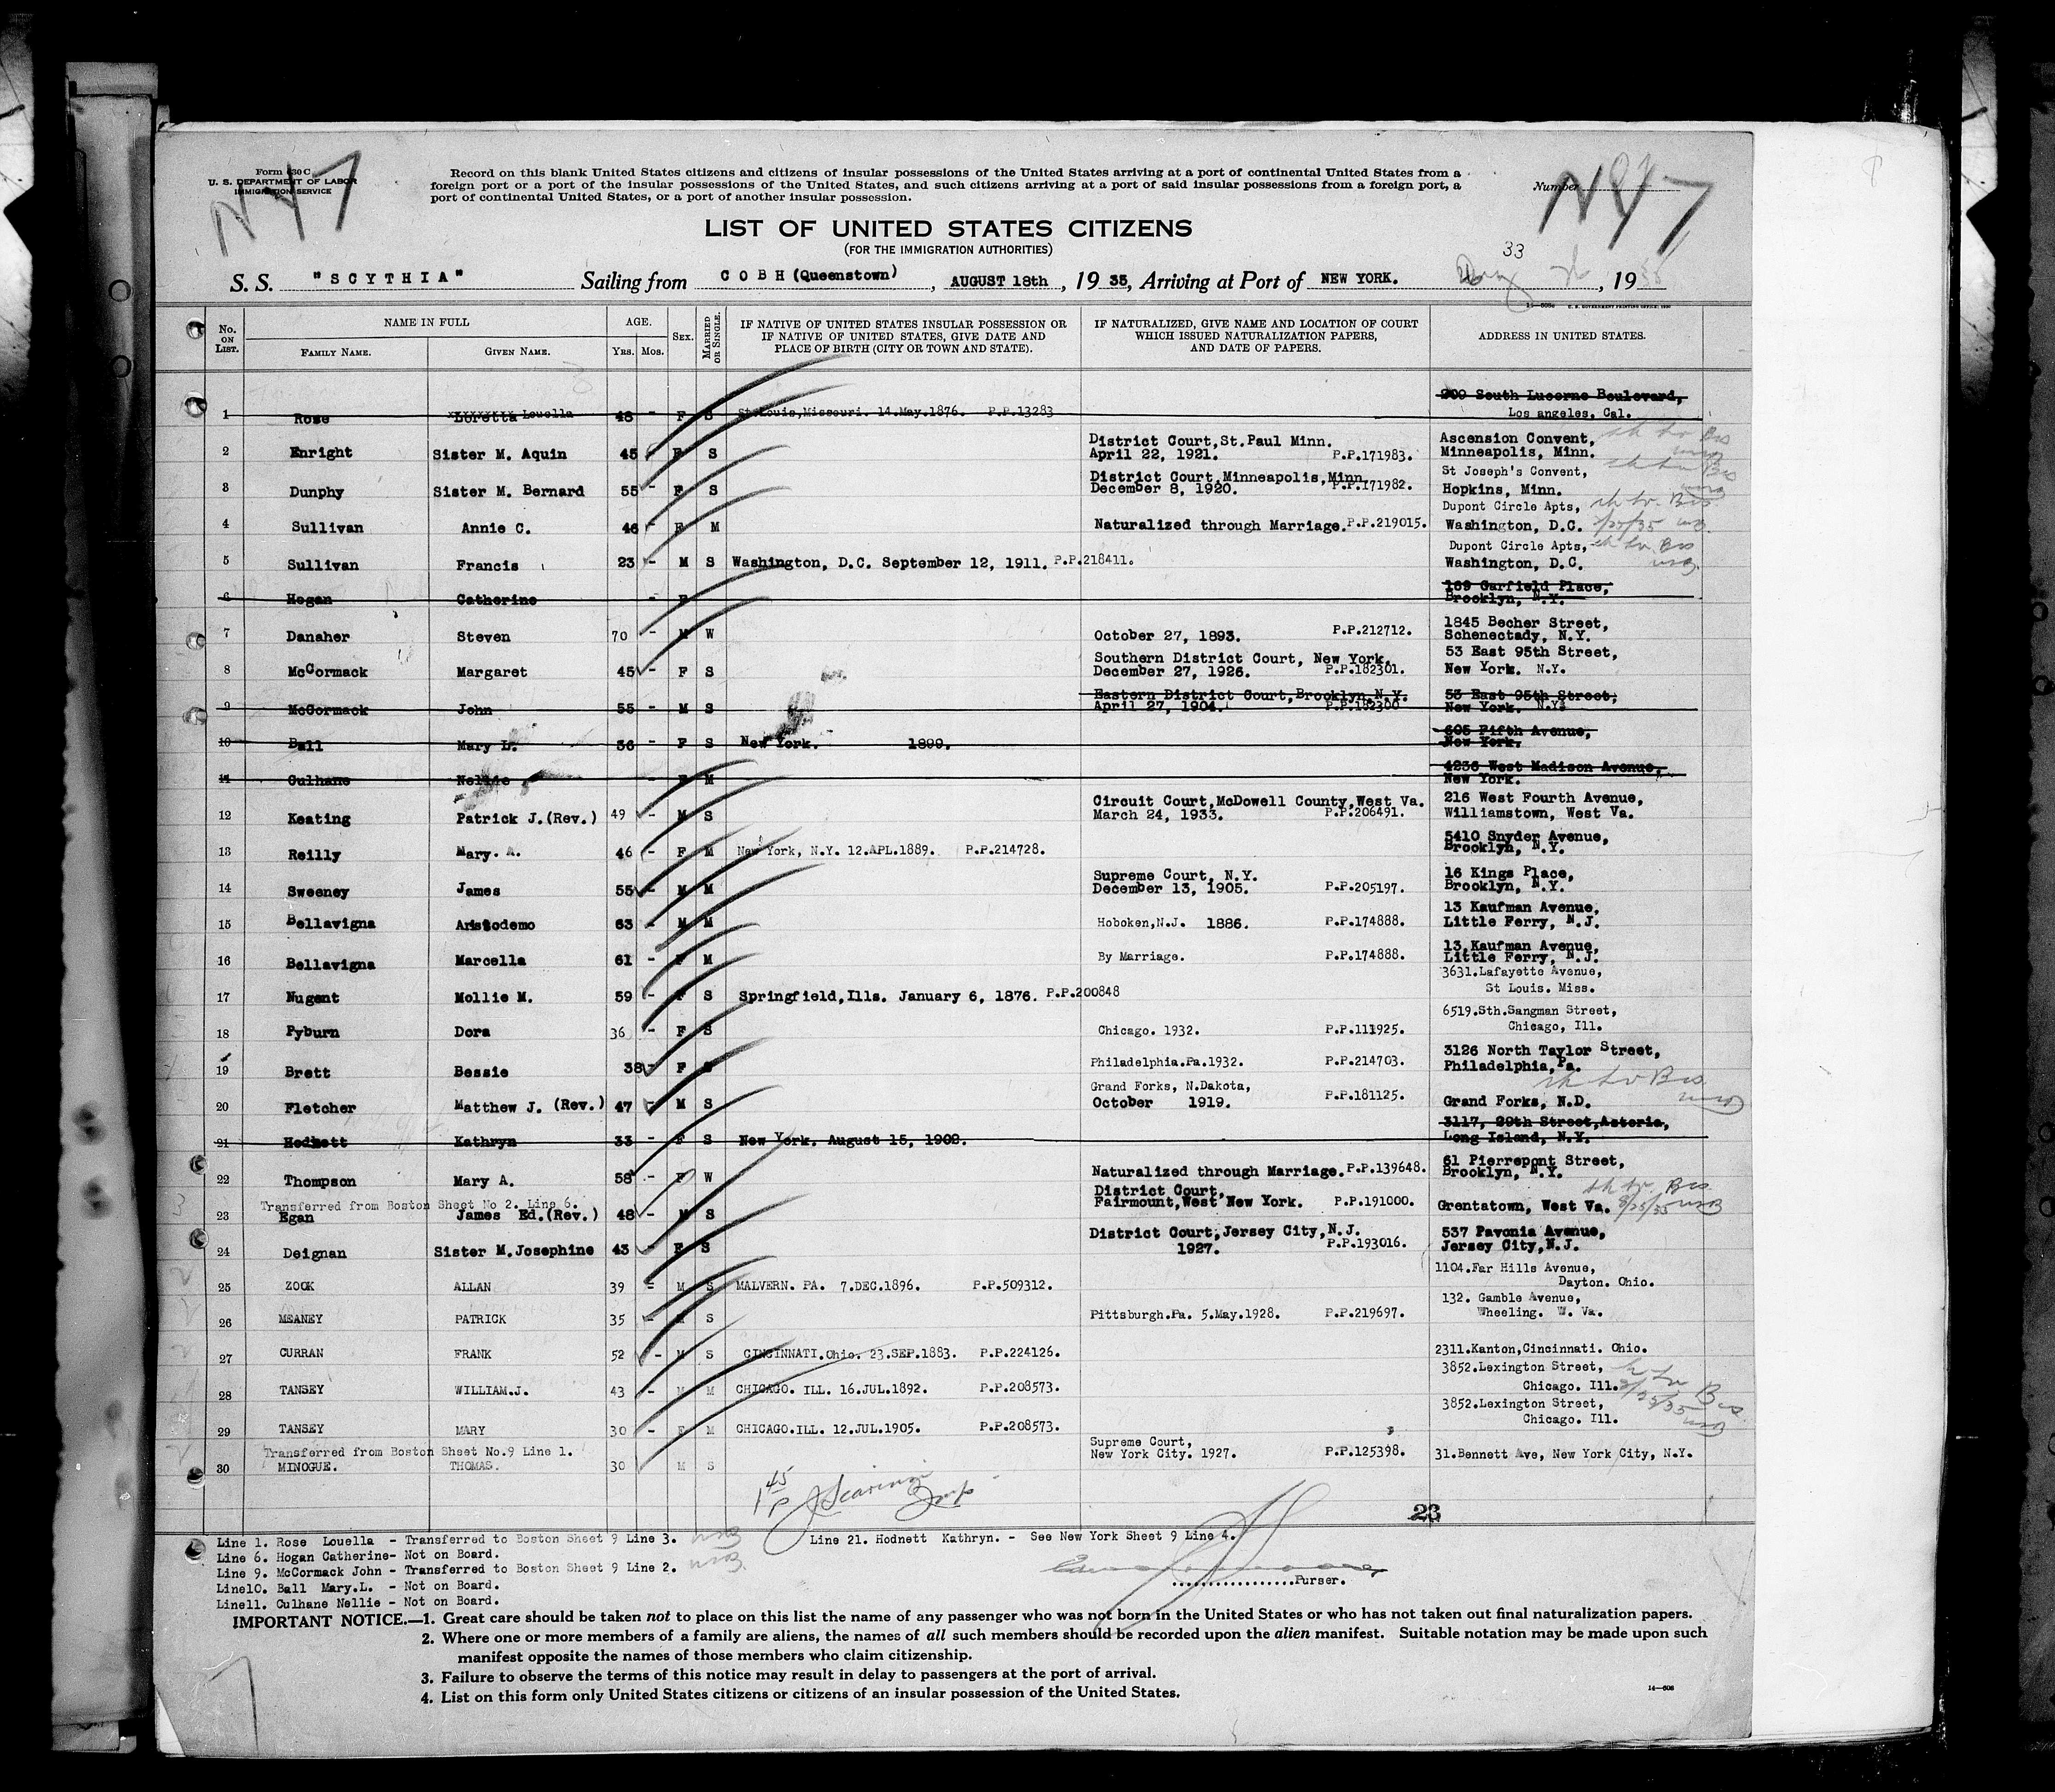 Form 630 C
U. S. DEPARTMENT OF LABOR
IMMIGRATION SERVICE
N Y 7
Record on this blank United States citizens and citizens of insular possessions of the United States arriving at a port of continental United States from a
foreign port or a port of the insular possessions of the United States, and such citizens arriving at a port of said insular possessions from a foreign port, a
port of continental United States, or a port of another insular possession.
Number
N Y 7
LIST OF UNITED STATES CITIZENS
(FOR THE IMMIGRATION AUTHORITIES)
33
S. S. "SCYTHIA" Sailing from COBH (Queenstown), AUGUST 18th, 19 35, Arriving at Port of NEW YORK. Aug 26, 1935
No. ON LIST. NAME IN FULL FAMILY NAME. GIVEN NAME. AGE. YRS. MOS. SEX. MARRIED OR SINGLE. IF NATIVE OF UNITED STATES INSULAR POSSESSION OR IF NATIVE OF UNITED STATES, GIVE DATE AND PLACE OF BIRTH (CITY OR TOWN AND STATE). IF NATURALIZED, GIVE NAME AND LOCATION OF COURT WHICH ISSUED NATURALIZATION PAPERS, AND DATE OF PAPERS. ADDRESS IN UNITED STATES.
209 South Lucerne Boulevard,
1 Rose Loretta Louella 48 - F S St Louis, Missouri. 14.May.1876. P.P.13283 Los angeles. Cal.
District Court, St. Paul Minn. Ascension Convent,
2 Enright Sister M. Aquin 45 F S April 22, 1921. P.P.171983. Minneapolis, Minn.
District Court, Minneapolis, Minn. St Joseph's Convent,
3 Dunphy Sister M. Bernard 55 - F S December 8, 1920. P.P.171982. Hopkins, Minn.
Dupont Circle Apts,
4 Sullivan Annie C. 46 - F M Naturalized through Marriage. P.P.219015. Washington, D.C.
Dupont Circle Apts,
5 Sullivan Francis 23 - M S Washington, D.C. September 12, 1911. P.P.218411. Washington, D.C.
169 Garfield Place,
6 Hogan Catherine - F Brooklyn, N.Y.
1845 Becher Street,
7 Danaher Steven 70 - M W October 27, 1893. P.P.212712. Schenectady, N.Y.
Southern District Court, New York, 53 East 95th Street,
8 McCormack Margaret 45 F S December 27, 1926. P.P.182301. New York. N.Y.
Eastern District Court, Brooklyn, N.Y. 53 East 95th Street,
9 McCormack John 55 - M S April 27, 1904. P.P.182300 New York. N.Y.
605 Fifth Avenue,
10 Ball Mary L. 36 - F S New York. 1899. New York.
4236 West Madison Avenue,
11 Culhane Nellie - F M New York.
Circuit Court, McDowell County, West Va. 216 West Fourth Avenue,
12 Keating Patrick J. (Rev.) 49 - M S March 24, 1933. P.P.206491. Williamstown, West Va.
5410 Snyder Avenue,
13 Reilly Mary. A. 46 - F M New York, N.Y. 12.APL.1889. P.P.214728. Brooklyn, N.Y.
Supreme Court, N.Y. 16 Kings Place,
14 Sweeney James 55 - M M December 13, 1905. P.P.205197. Brooklyn, N.Y.
13 Kaufman Avenue,
15 Bellavigna Aristodemo 63 - M M Hoboken, N.J. 1886. P.P.174888. Little Ferry, N.J.
13 Kaufman Avenue,
16 Bellavigna Marcella 61 - F M By Marriage. P.P.174888. Little Ferry, N.J.
3631. Lafayette Avenue,
17 Nugent Mollie M. 59 - F S Springfield, Ills. January 6, 1876. P.P.200848 St Louis. Miss.
6519. Sth. Sangman Street,
18 Pyburn Dora 36 - F S Chicago. 1932. P.P.111925. Chicago, Ill.
3126 North Taylor Street,
19 Brett Bessie 38 - F S Philadelphia. Pa. 1932. P.P.214703. Philadelphia, Pa.
Grand Forks, N. Dakota,
20 Fletcher Matthew J. (Rev.) 47 - M S October 1919. P.P.181125. Grand Forks, N.D.
3117, 29th Street, Astoria,
21 Hodnett Kathryn 33 - F S New York, August 15, 1902. Long Island, N.Y.
61 Pierrepont Street,
22 Thompson Mary A. 58 - F W Naturalized through Marriage. P.P.139648. Brooklyn, N.Y.
Transferred from Boston Sheet No 2. Line 6. District Court,
23 Egan James Ed. (Rev.) 48 - M S Fairmount, West New York. P.P.191000. Grentatown, West Va.
District Court, Jersey City, N.J. 537 Pavonia Avenue,
24 Deignan Sister M. Josephine 43 - F S 1927. P.P.193016. Jersey City, N.J.
1104. Far Hills Avenue,
25 ZOOK ALLAN 39 - M S MALVERN. PA. 7.DEC.1896. P.P.509312. Dayton. Ohio.
132. Gamble Avenue,
26 MEANEY PATRICK 35 - M S Pittsburgh. Pa. 5.May.1928. P.P.219697. Wheeling. W. Va.
27 CURRAN FRANK 52 - M S CINCINNATI. Ohio. 23.SEP.1883. P.P.224126. 2311. Kanton, Cincinnati. Ohio.
3852. Lexington Street,
28 TANSEY WILLIAM. J. 43 - M M CHICAGO. ILL. 16.JUL.1892. P.P.208573. Chicago. Ill.
3852. Lexington Street,
29 TANSEY MARY 30 - F M CHICAGO. ILL. 12.JUL.1905. P.P.208573. Chicago. Ill.
Transferred from Boston Sheet No.9 Line 1. Supreme Court,
30 MINOGUE. THOMAS. 30 M S New York City. 1927. P.P.125398. 31. Bennett Ave, New York City, N.Y.
23
Line 1. Rose Louella - Transferred to Boston Sheet 9 Line 3. Line 21. Hodnett Kathryn. - See New York Sheet 9 Line 4.
Line 6. Hogan Catherine- Not on Board.
Line 9. McCormack John - Transferred to Boston Sheet 9 Line 2.
Line10. Ball Mary.L. - Not on Board.
Purser.
Line11. Culhane Nellie - Not on Board.
IMPORTANT NOTICE.—1. Great care should be taken not to place on this list the name of any passenger who was not born in the United States or who has not taken out final naturalization papers.
2. Where one or more members of a family are aliens, the names of all such members should be recorded upon the alien manifest. Suitable notation may be made upon such
manifest opposite the names of those members who claim citizenship.
3. Failure to observe the terms of this notice may result in delay to passengers at the port of arrival.
4. List on this form only United States citizens or citizens of an insular possession of the United States.
14—606